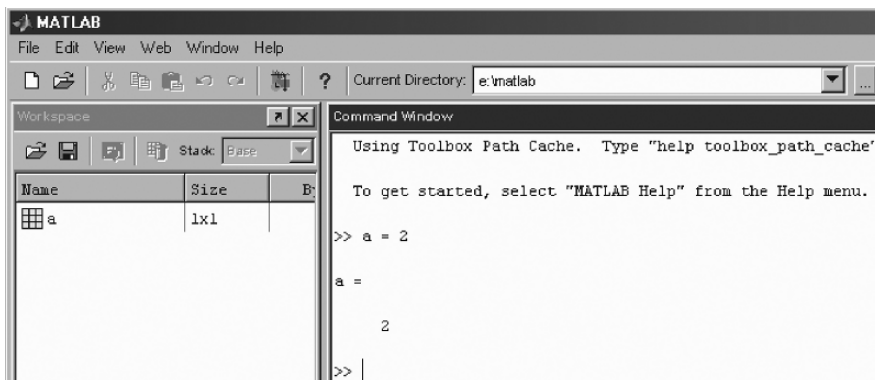 MATLAB
File Edit View Web Window Help
? Current Directory: e:\matlab ...
Workspace
Stack: Base
Name Size By
a 1x1
Command Window
Using Toolbox Path Cache. Type "help toolbox_path_cache"
To get started, select "MATLAB Help" from the Help menu.
>> a = 2
a =
2
>>